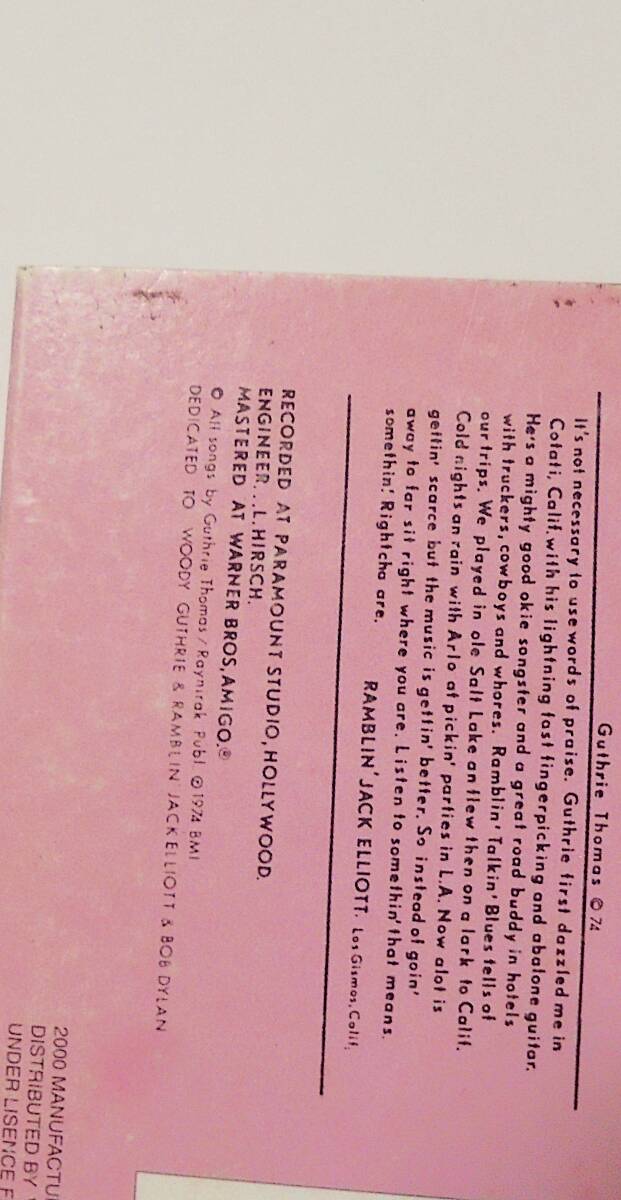 Guthrie Thomas © 74
It's not necessary to use words of praise. Guthrie first dazzled me in
Cotati, Calif. with his lightning fast fingerpicking and abalone guitar.
He's a mighty good okie songster and a great road buddy in hotels
with truckers, cowboys and whores. Ramblin' Talkin' Blues tells of
our trips. We played in ole Salt Lake an flew then on a lark to Calif.
Cold nights an rain with Arlo at pickin' parties in L.A. Now alot is
gettin' scarce but the music is gettin' better. So instead of goin'
away to far sit right where you are. Listen to somethin' that means
somethin'. Rightcha are.
RAMBLIN' JACK ELLIOTT. Los Gismos, Calif.
RECORDED AT PARAMOUNT STUDIO, HOLLYWOOD.
ENGINEER...L. HIRSCH.
MASTERED AT WARNER BROS, AMIGO.®
© All songs by Guthrie Thomas / Raynirak Publ. © 1974 BMI
DEDICATED TO WOODY GUTHRIE & RAMBLIN JACK ELLIOTT & BOB DYLAN
2000 MANUFACTU
DISTRIBUTED BY
UNDER LISENCE F